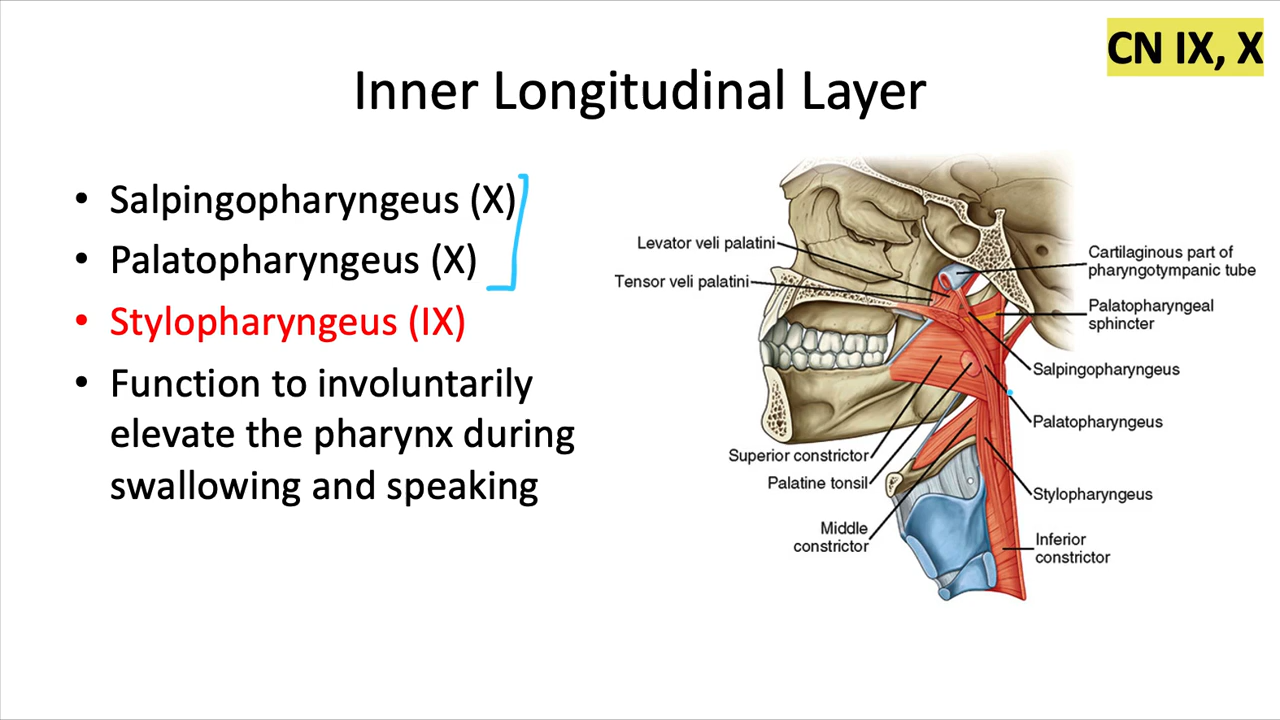 CN IX, X
Inner Longitudinal Layer
• Salpingopharyngeus (X)
• Palatopharyngeus (X)
• Stylopharyngeus (IX)
• Function to involuntarily
elevate the pharynx during
swallowing and speaking
Levator veli palatini
Tensor veli palatini
Superior constrictor
Palatine tonsil
Middle
constrictor
Cartilaginous part of
pharyngotympanic tube
Palatopharyngeal
sphincter
Salpingopharyngeus
Palatopharyngeus
Stylopharyngeus
Inferior
constrictor